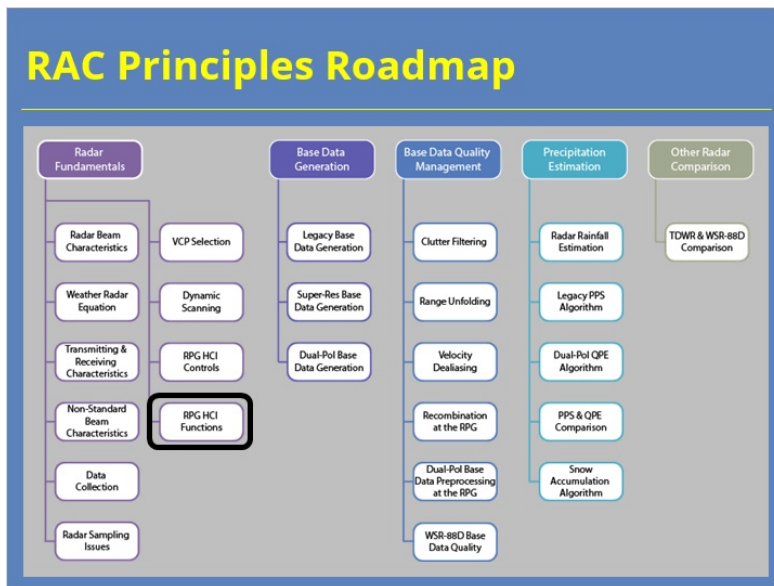 RAC Principles Roadmap
Radar
Fundamentals
Radar Beam
Characteristics
Weather Radar
Equation
Transmitting &
Receiving
Characteristics
Non-Standard
Beam
Characteristics
Data
Collection
Radar Sampling
Issues
VCP Selection
Dynamic
Scanning
RPG HCI
Controls
RPG HCI
Functions
Base Data
Generation
Legacy Base
Data Generation
Super-Res Base
Data Generation
Dual-Pol Base
Data Generation
Base Data Quality
Management
Clutter Filtering
Range Unfolding
Velocity
Dealiasing
Recombination
at the RPG
Dual-Pol Base
Data Preprocessing
at the RPG
WSR-88D Base
Data Quality
Precipitation
Estimation
Radar Rainfall
Estimation
Legacy PPS
Algorithm
Dual-Pol QPE
Algorithm
PPS & QPE
Comparison
Snow
Accumulation
Algorithm
Other Radar
Comparison
TDWR & WSR-88D
Comparison